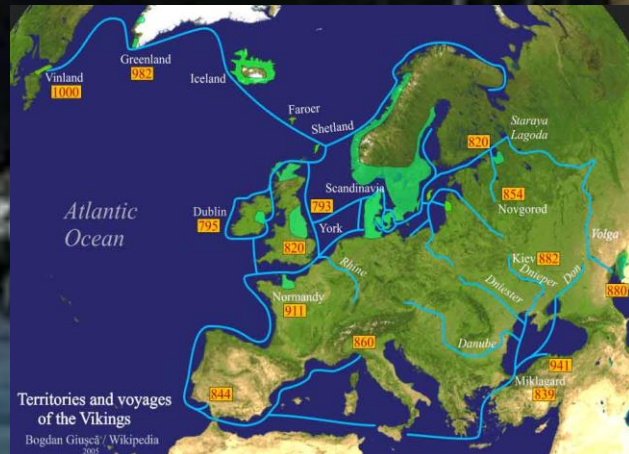 Vinland
1000
Greenland
982
Iceland
Faroer
Shetland
Staraya
Lagoda
820
Scandinavia
793
854
Novgorod
Dublin
795
York
820
Atlantic
Ocean
Volga
Kiev 882
Rhine
Dnieper
Don
Dniester
880
Normandy
911
Danube
860
941
Miklagard
839
844
Territories and voyages
of the Vikings
Bogdan Giuşcă / Wikipedia
2005